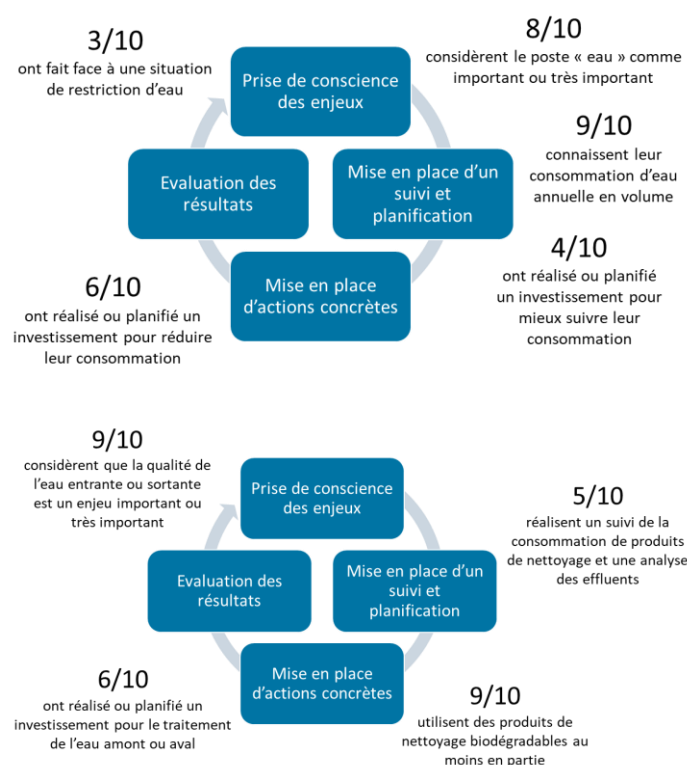 3/10
ont fait face à une situation
de restriction d'eau
8/10
considèrent le poste « eau » comme
important ou très important
Prise de conscience
des enjeux
9/10
connaissent leur
consommation d'eau
annuelle en volume
Evaluation des
résultats
Mise en place d'un
suivi et
planification
4/10
ont réalisé ou planifié
un investissement pour
mieux suivre leur
consommation
Mise en place
d'actions concrètes
6/10
ont réalisé ou planifié un
investissement pour réduire
leur consommation
9/10
considèrent que la qualité de
l'eau entrante ou sortante
est un enjeu important ou
très important
Prise de conscience
des enjeux
5/10
réalisent un suivi de la
consommation de produits
de nettoyage et une analyse
des effluents
Evaluation des
résultats
Mise en place d'un
suivi et
planification
Mise en place
d'actions concrètes
6/10
ont réalisé ou planifié un
investissement pour le traitement
de l'eau amont ou aval
9/10
utilisent des produits de
nettoyage biodégradables au
moins en partie